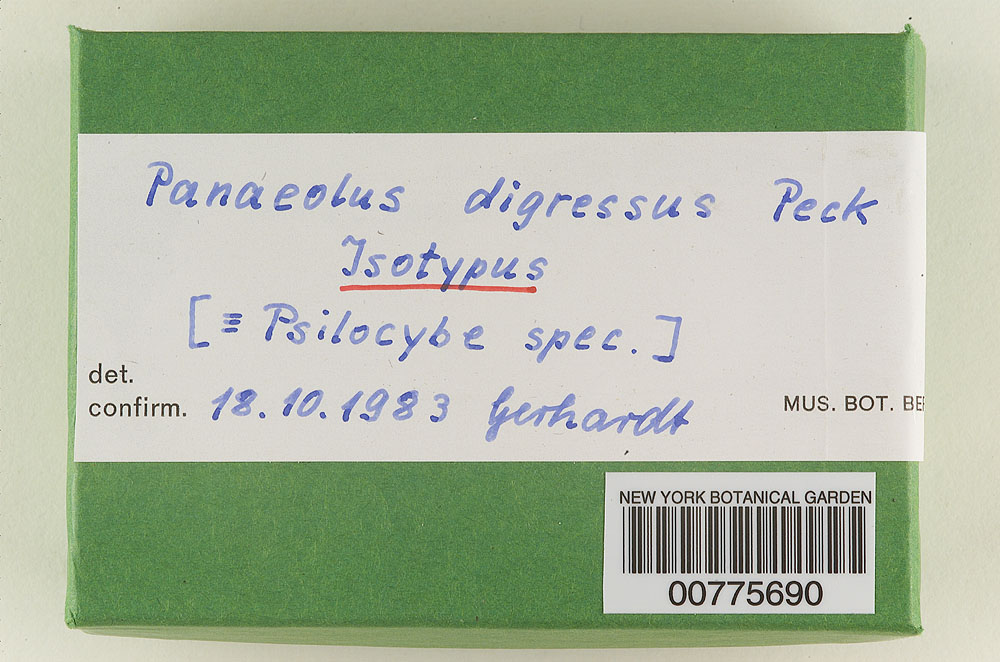 Panaeolus digressus Peck
Isotypus
[≡ Psilocybe spec.]
det.
confirm. 18.10.1983 Gerhardt MUS. BOT. BE
NEW YORK BOTANICAL GARDEN
00775690